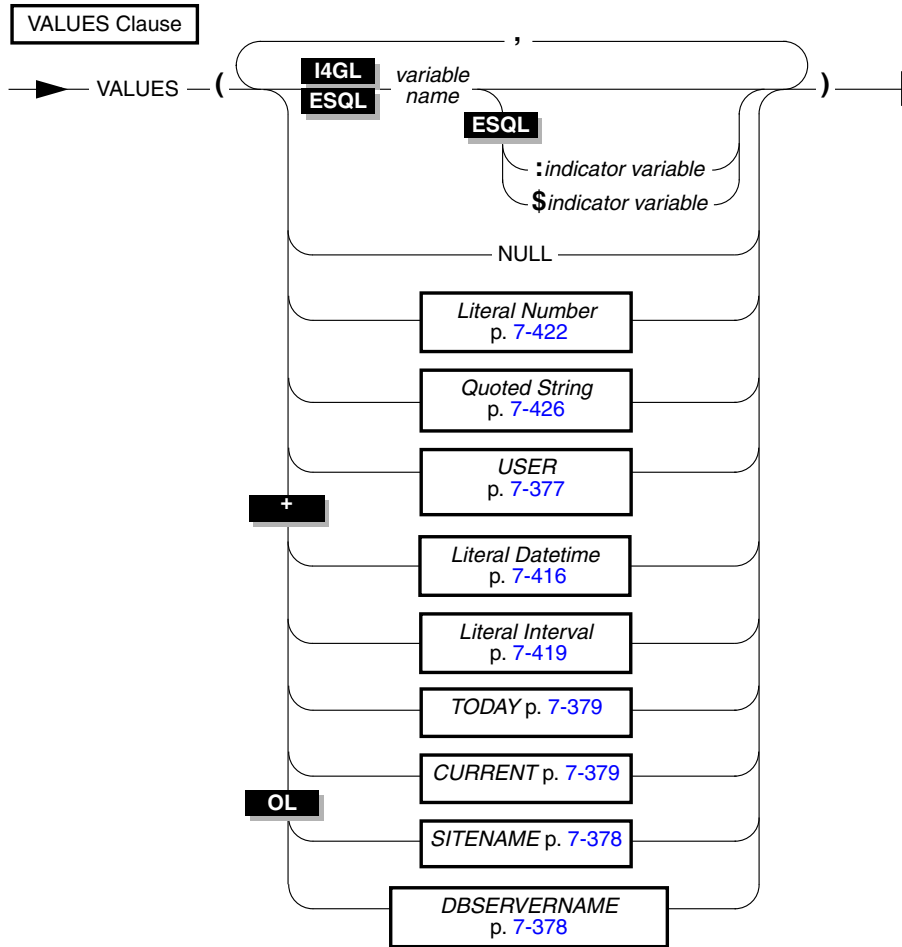 VALUES Clause
,
VALUES ( I4GL variable )
ESQL name
ESQL
:indicator variable
$indicator variable
NULL
Literal Number
p. 7-422
Quoted String
p. 7-426
USER
p. 7-377
+
Literal Datetime
p. 7-416
Literal Interval
p. 7-419
TODAY p. 7-379
CURRENT p. 7-379
OL
SITENAME p. 7-378
DBSERVERNAME
p. 7-378